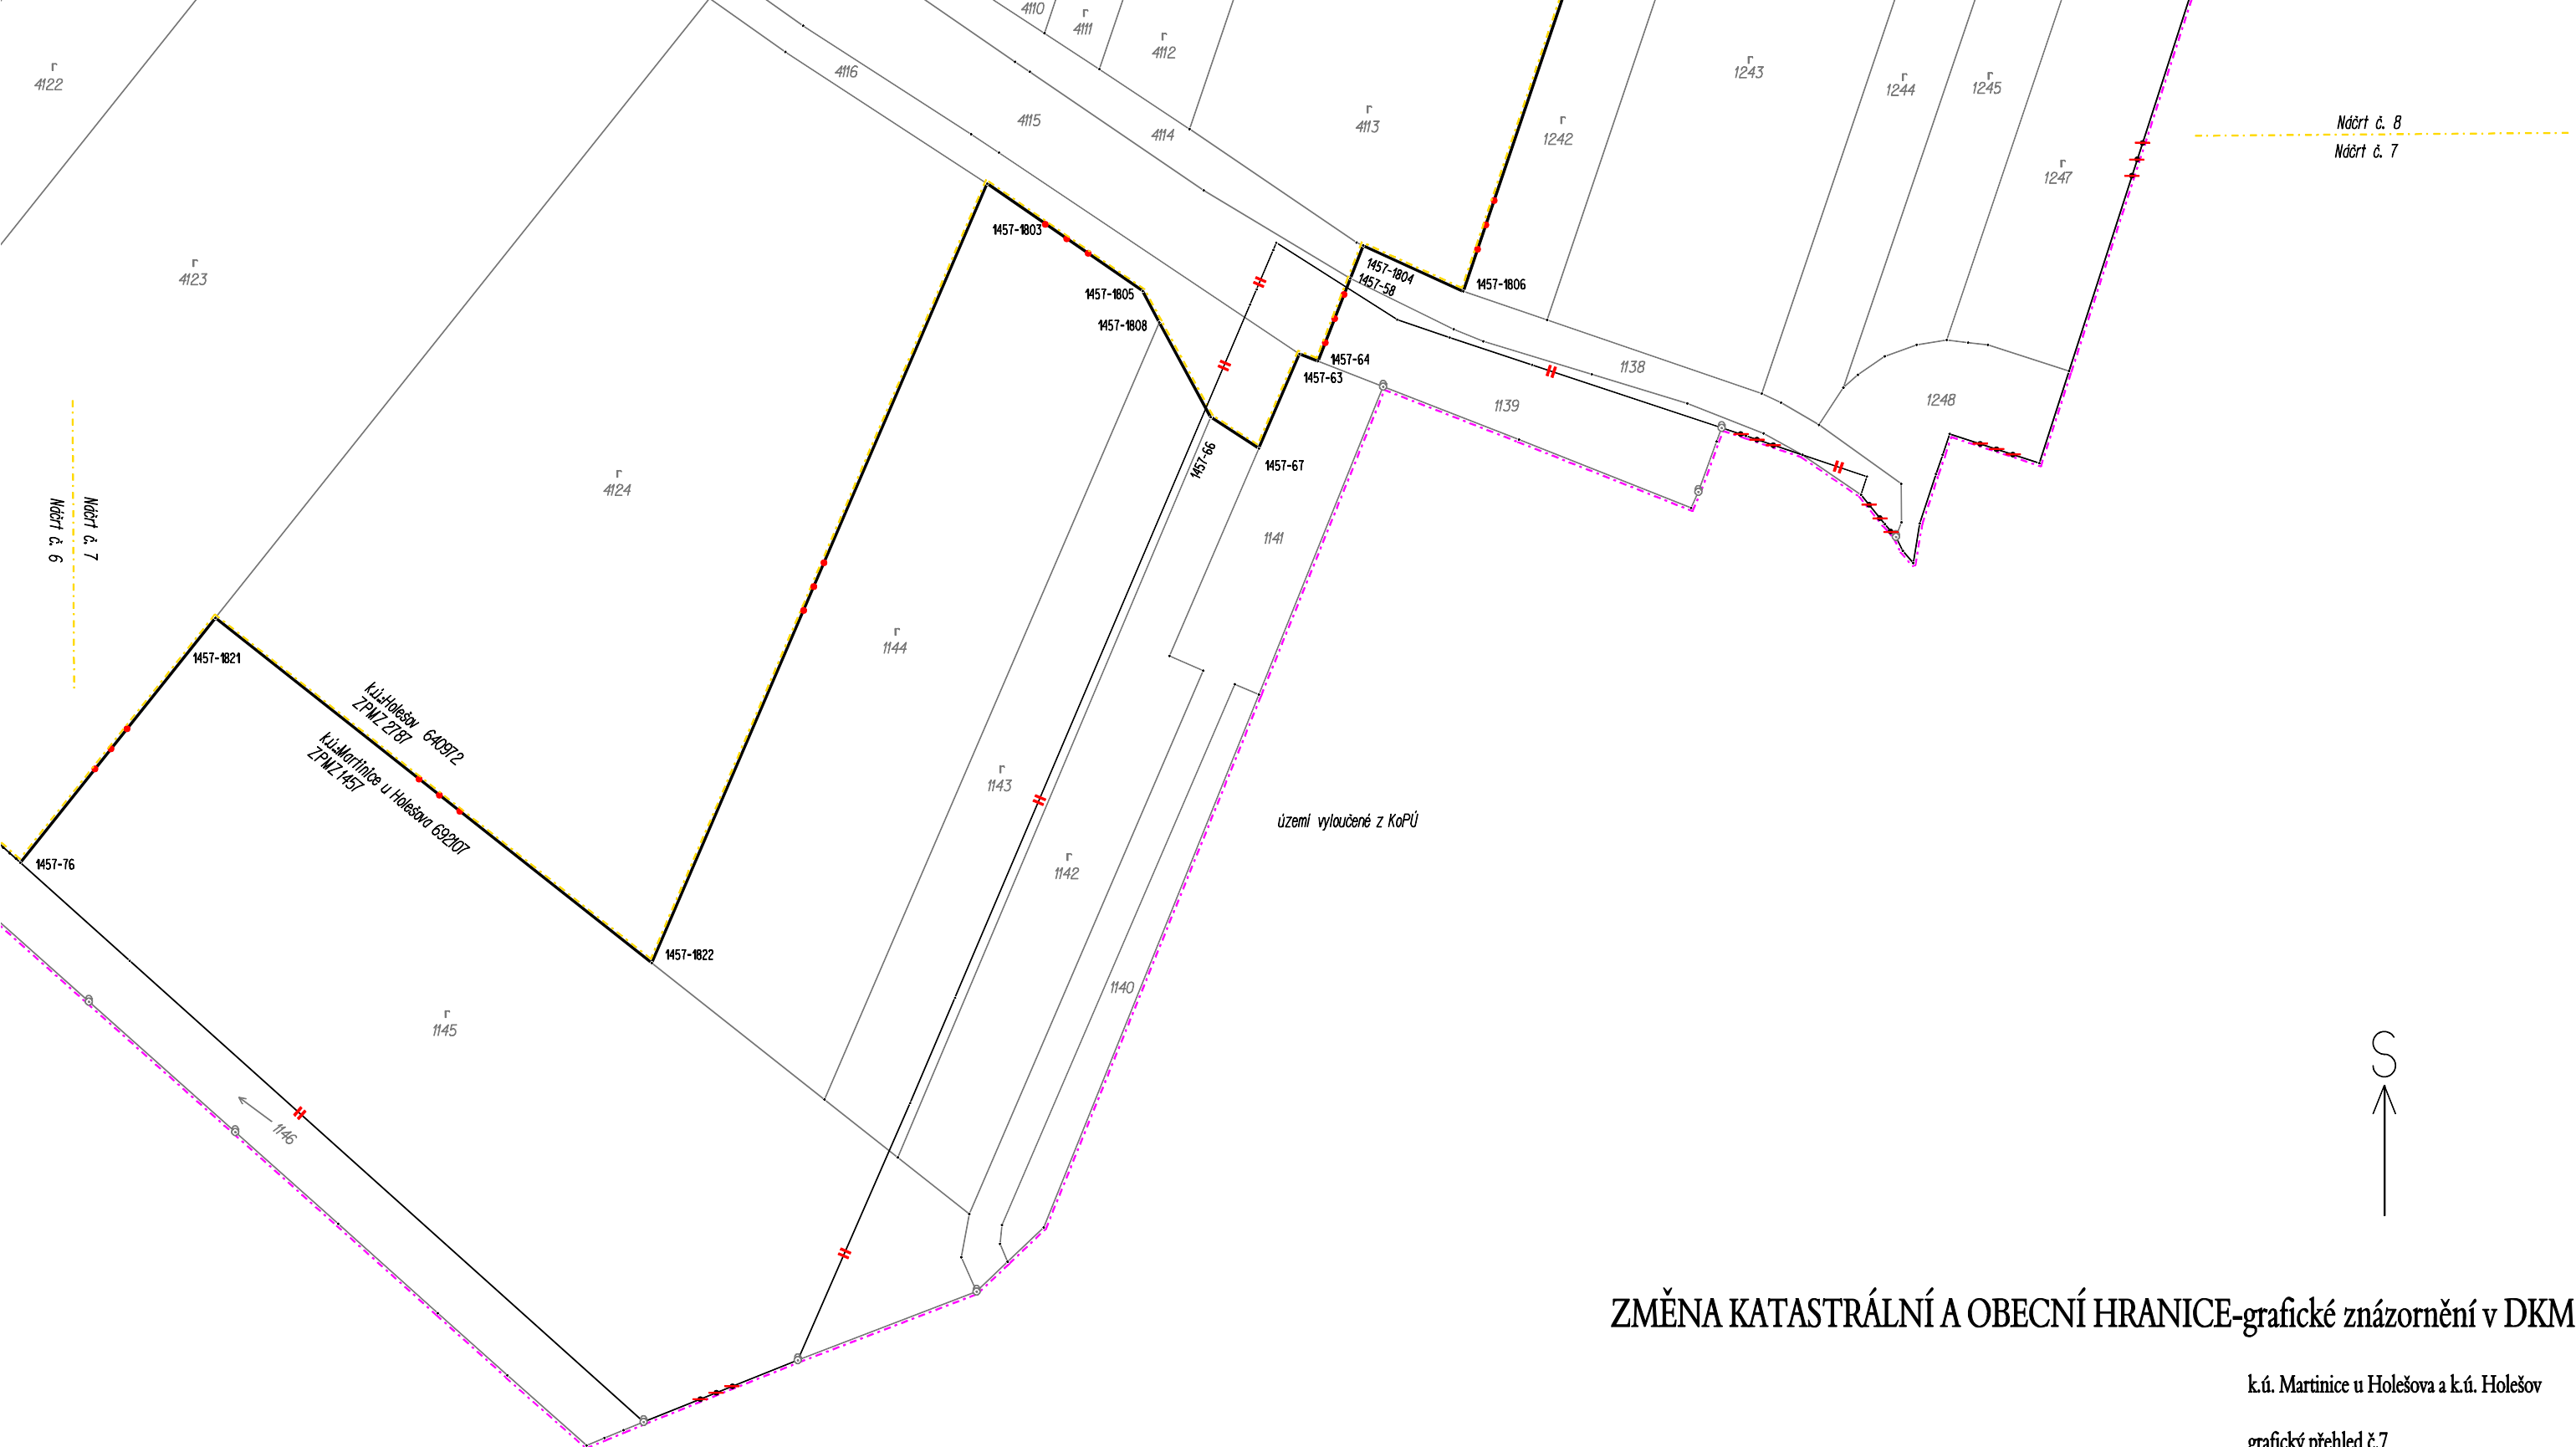 4110
r
4111
r
4112
r
4122
4116
r
1243
r
1244
r
1245
4115
4114
r
4113
r
1242
Náčrt č. 8
Náčrt č. 7
r
1247
1457-1803
r
4123
1457-1805
1457-1808
1457-1804
1457-58
1457-1806
1457-64
1457-63
1138
1139
1248
1457-66
1457-67
r
4124
Náčrt č. 7
Náčrt č. 6
1141
1457-1821
r
1144
k.ú.:Holešov 640972
ZPMZ 2787
k.ú.:Martinice u Holešova 692107
ZPMZ 1457
r
1143
území vyloučené z KoPÚ
1457-76
r
1142
1457-1822
1140
r
1145
1146
S
ZMĚNA KATASTRÁLNÍ A OBECNÍ HRANICE-grafické znázornění v DKM
k.ú. Martinice u Holešova a k.ú. Holešov
grafický přehled č.7